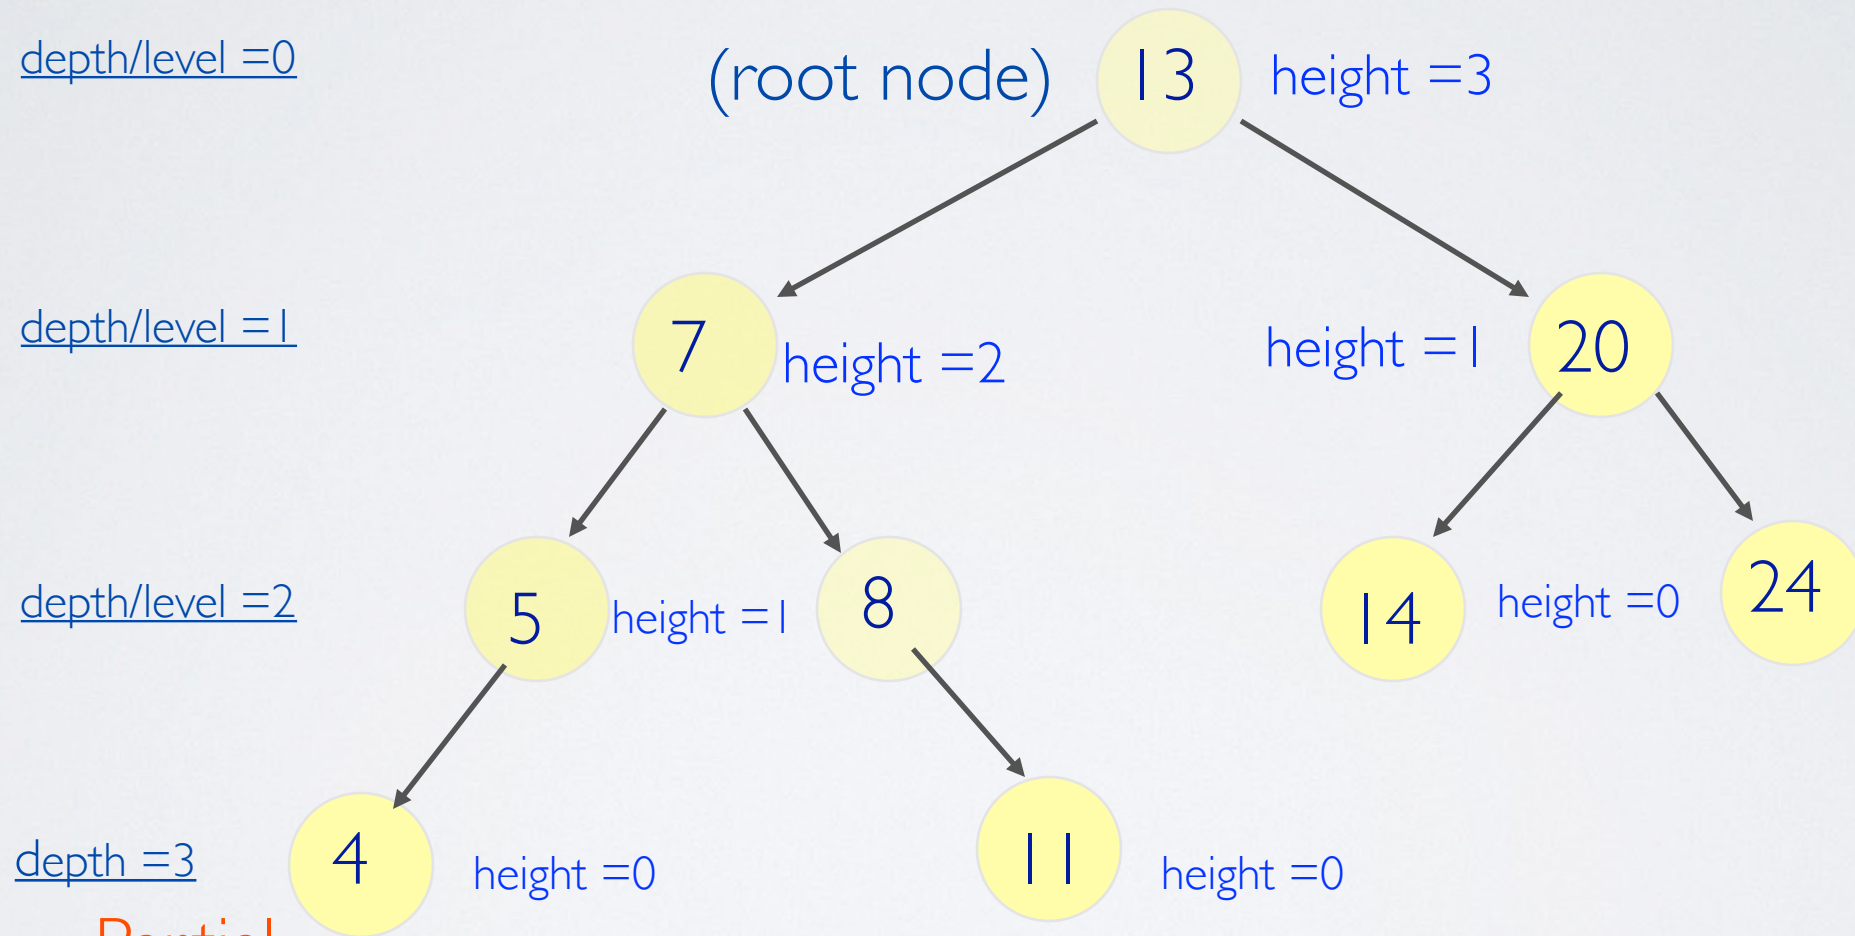 depth/level =0
(root node) 13 height =3
depth/level =1
7 height =2 height =1 20
depth/level =2
5 height =1 8 14 height =0 24
depth =3
4 height =0 11 height =0
Partial